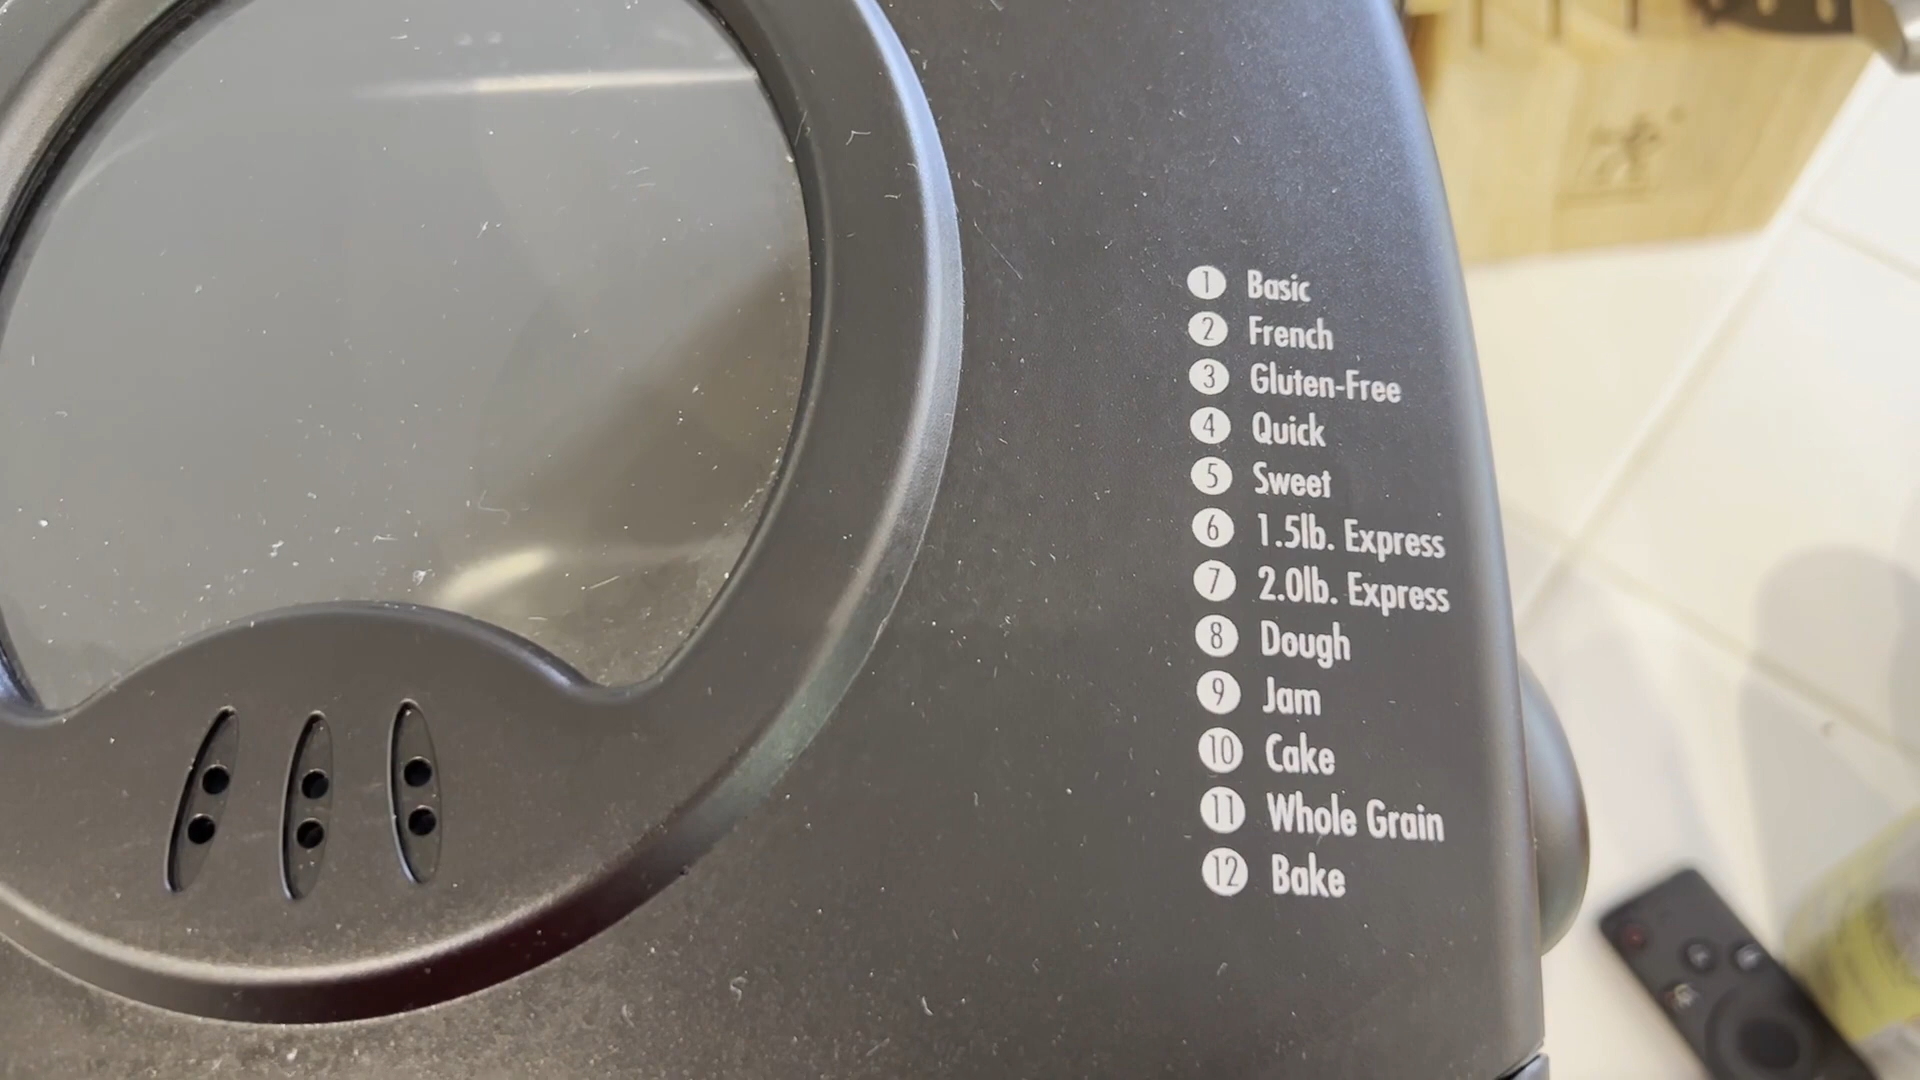 1 Basic
2 French
3 Gluten-Free
4 Quick
5 Sweet
6 1.5lb. Express
7 2.0lb. Express
8 Dough
9 Jam
10 Cake
11 Whole Grain
12 Bake